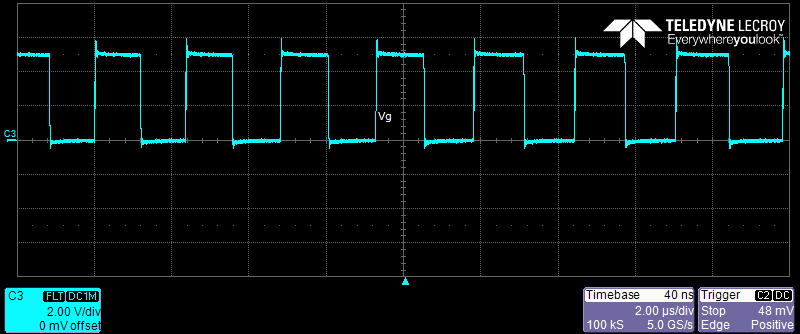 TELEDYNE LECROY
Everywhereyoulook™
Vg
C3
C3 FLT DC1M
2.00 V/div
0 mV offset
Timebase 40 ns
2.00 µs/div
100 kS 5.0 GS/s
Trigger C2 DC
Stop 48 mV
Edge Positive